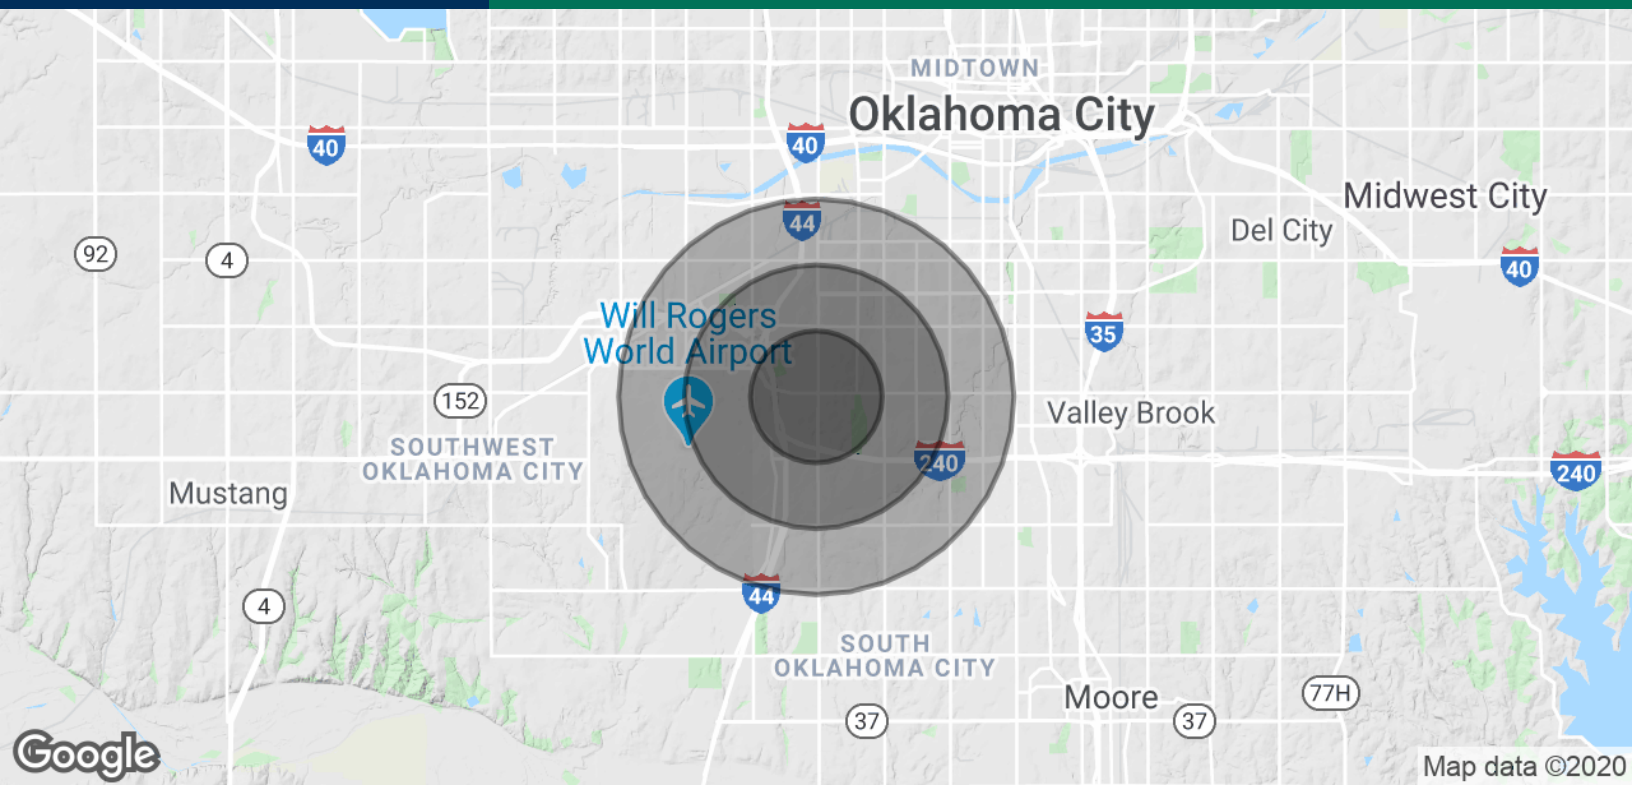 MIDTOWN
Oklahoma City
40
40
Midwest City
44
Del City
92
4
40
Will Rogers
World Airport
35
152
Valley Brook
SOUTHWEST
OKLAHOMA CITY
240
240
Mustang
4
44
SOUTH
OKLAHOMA CITY
Moore
77H
37
37
Google
Map data ©2020